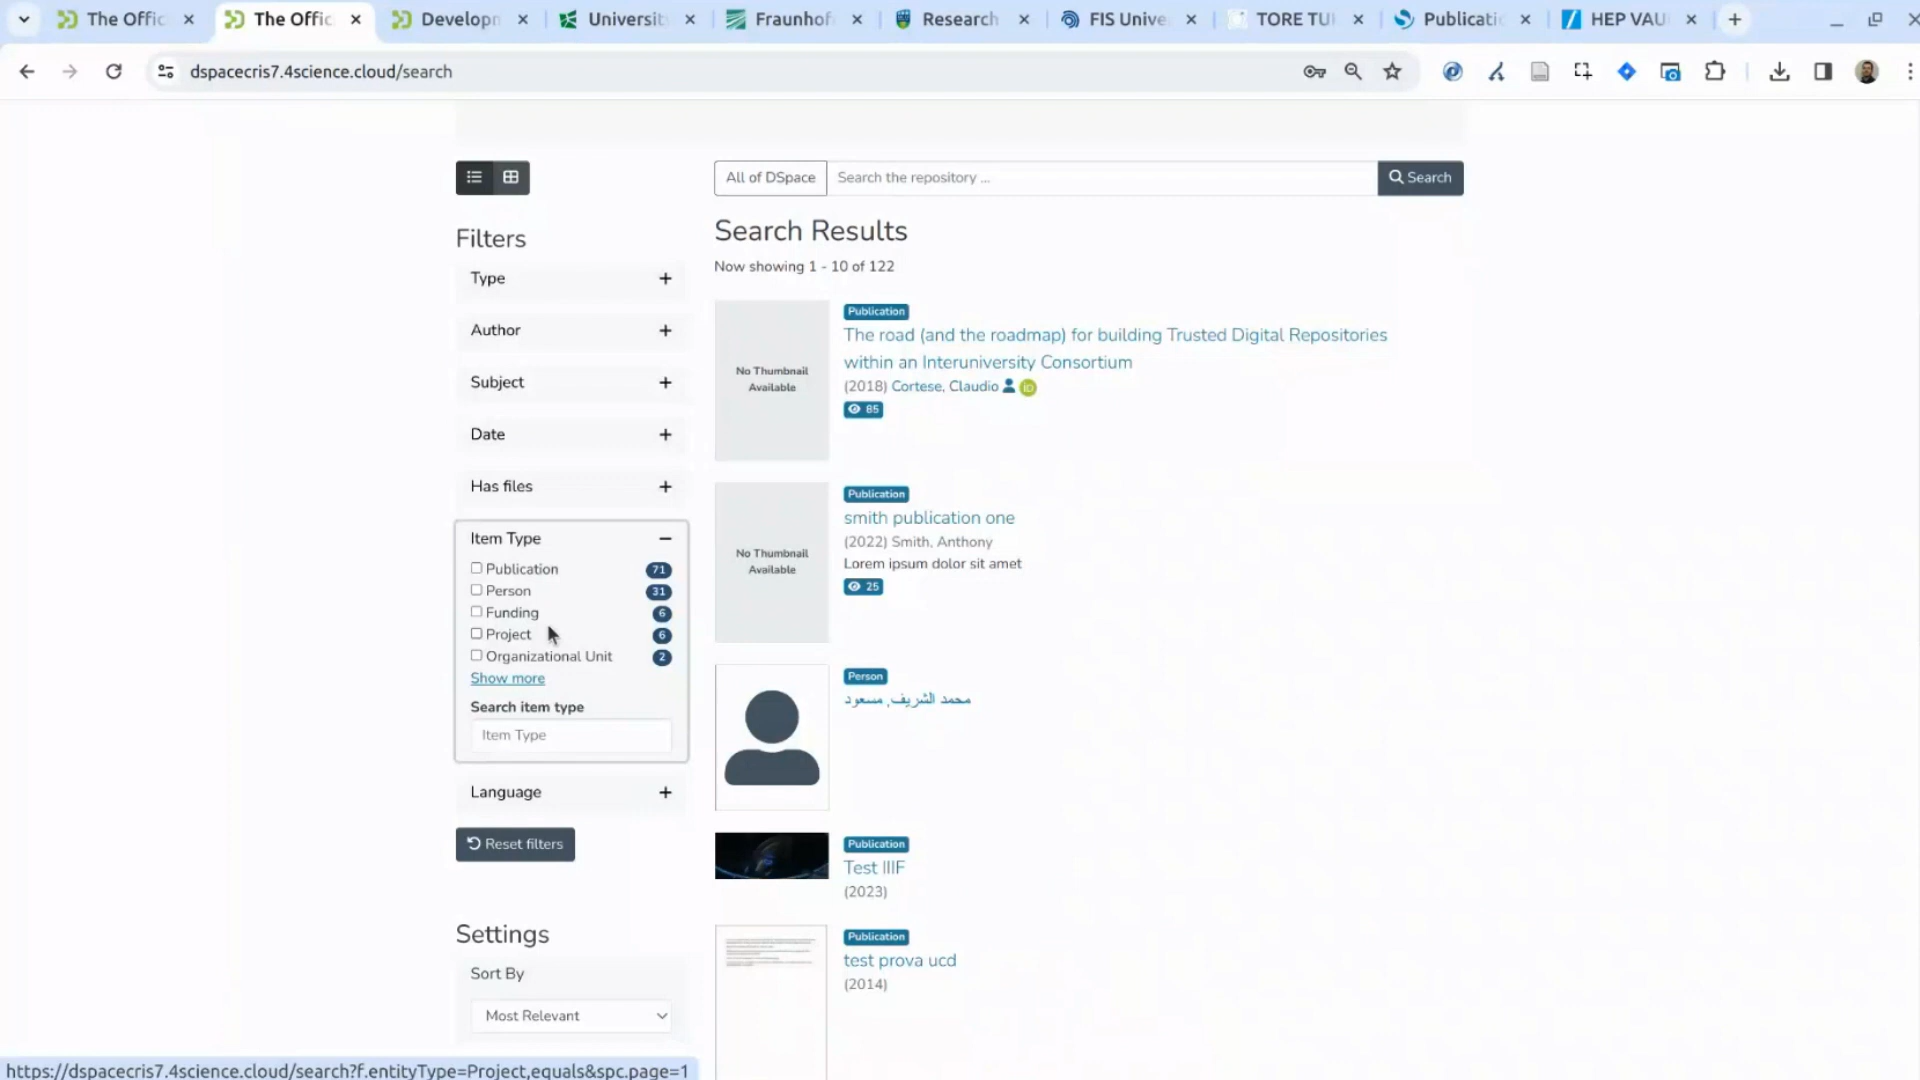 The Offic
The Offic
Developn
Universit
Fraunhof
Research
FIS Unive
TORE TU
Publicati
HEP VAU
dspacecris7.4science.cloud/search
All of DSpace
Search the repository ...
Search
Filters
Type
Author
Subject
Date
Has files
Item Type
Publication 71
Person 31
Funding 6
Project 6
Organizational Unit 2
Show more
Search item type
Item Type
Language
Reset filters
Settings
Sort By
Most Relevant
Search Results
Now showing 1 - 10 of 122
No Thumbnail
Available
Publication
The road (and the roadmap) for building Trusted Digital Repositories
within an Interuniversity Consortium
(2018) Cortese, Claudio iD
85
No Thumbnail
Available
Publication
smith publication one
(2022) Smith, Anthony
Lorem ipsum dolor sit amet
25
Person
محمد الشريف, مسعود
Publication
Test IIIF
(2023)
Publication
test prova ucd
(2014)
https://dspacecris7.4science.cloud/search?f.entityType=Project,equals&spc.page=1